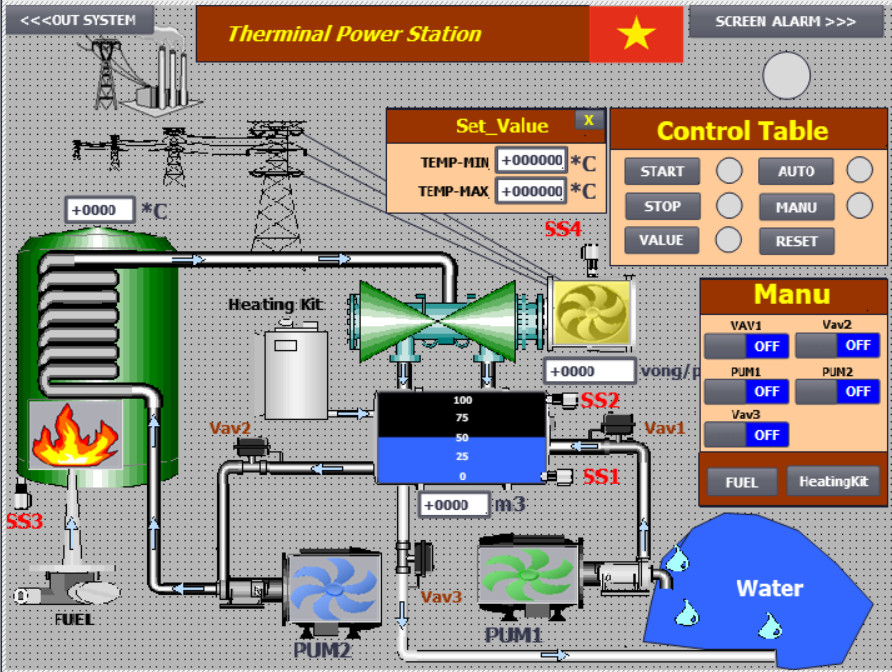 <<<OUT SYSTEM
Therminal Power Station
SCREEN ALARM >>>
Set_Value
X
TEMP-MIN +000000 *C
TEMP-MAX +000000 *C
Control Table
START
AUTO
STOP
MANU
VALUE
RESET
+0000 *C
SS4
Heating Kit
Manu
VAV1
Vav2
OFF
OFF
PUM1
PUM2
OFF
OFF
Vav3
OFF
FUEL
HeatingKit
+0000 vong/p
100
75
50
25
0
SS2
Vav2
Vav1
SS1
+0000 m3
SS3
FUEL
Vav3
PUM2
PUM1
Water